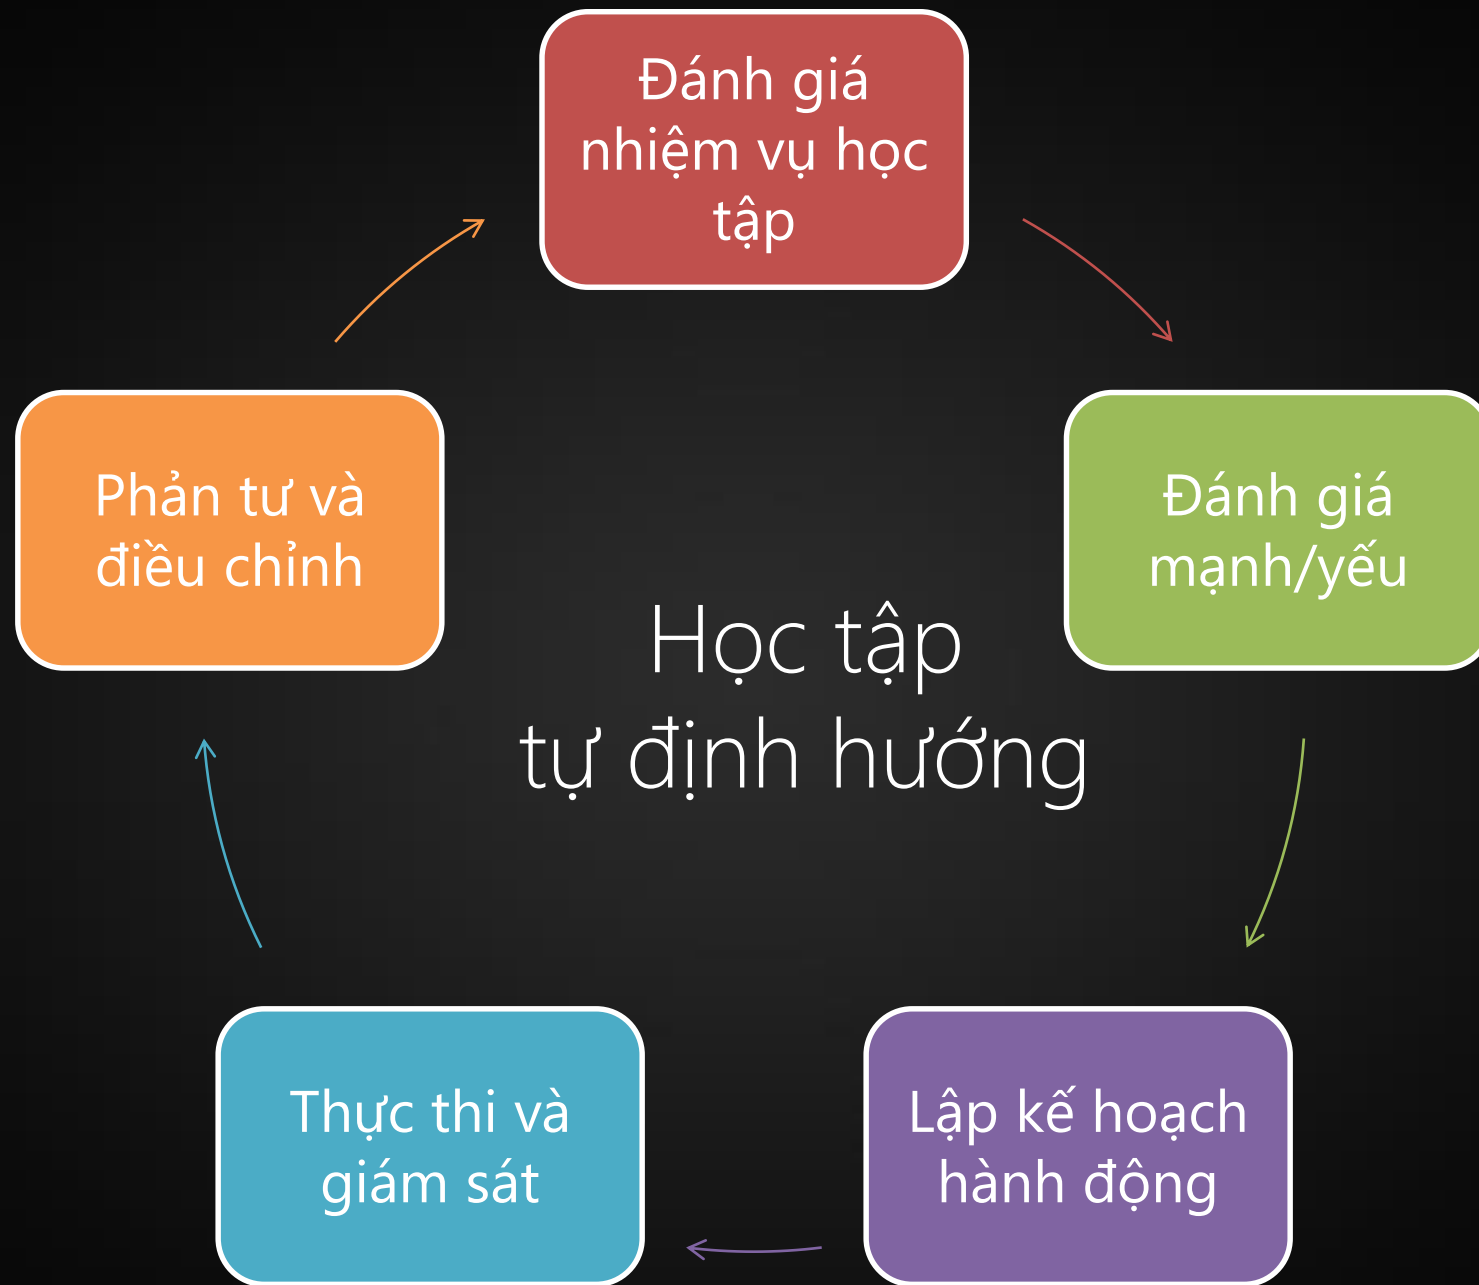 Đánh giá
nhiệm vụ học
tập
Phản tư và
điều chỉnh
Đánh giá
mạnh/yếu
Học tập
tự định hướng
Thực thi và
giám sát
Lập kế hoạch
hành động